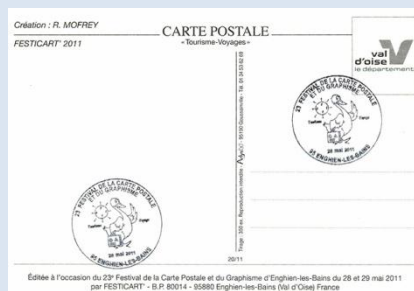 Création : R. MOFREY
CARTE POSTALE
FESTICART' 2011
«Tourisme-Voyages»
val
d'oise
le département
23 FESTIVAL DE LA CARTE POSTALE
ET DU GRAPHISME
28 mai 2011
95 ENGHIEN-LES-BAINS
23 FESTIVAL DE LA CARTE POSTALE
ET DU GRAPHISME
28 mai 2011
95 ENGHIEN-LES-BAINS
20/11
Éditée à l'occasion du 23e Festival de la Carte Postale et du Graphisme d'Enghien-les-Bains du 28 et 29 mai 2011
par FESTICART' - B.P. 80014 - 95880 Enghien-les-Bains (Val d'Oise) France